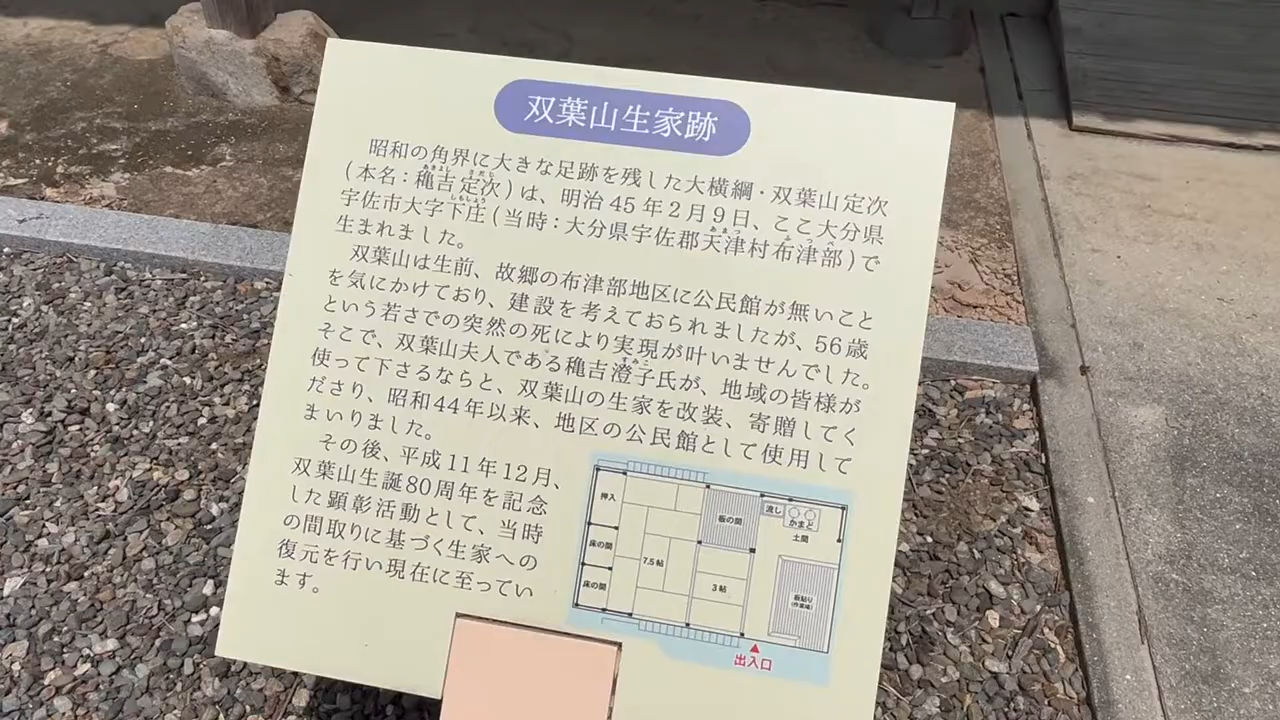 双葉山生家跡
昭和の角界に大きな足跡を残した大横綱・双葉山定次
(本名：龝吉定次)は、明治45年2月9日、ここ大分県
宇佐市大字下庄(当時：大分県宇佐郡天津村布津部)で
生まれました。
双葉山は生前、故郷の布津部地区に公民館が無いこと
を気にかけており、建設を考えておられましたが、56歳
という若さでの突然の死により実現が叶いませんでした。
そこで、双葉山夫人である龝吉澄子氏が、地域の皆様が
使って下さるならと、双葉山の生家を改装、寄贈してく
ださり、昭和44年以来、地区の公民館として使用して
まいりました。
その後、平成11年12月、
双葉山生誕80周年を記念
した顕彰活動として、当時
の間取りに基づく生家への
復元を行い現在に至ってい
ます。
押入
床の間
床の間
7.5帖
板の間
3帖
流し
かまど
土間
板貼り
(作業場)
出入口